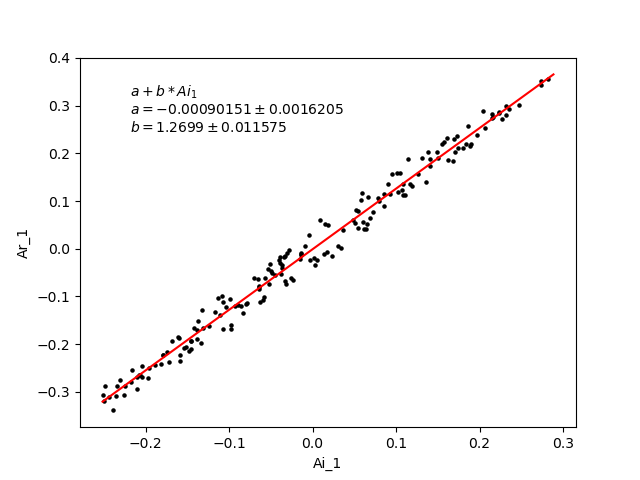 a + b * Ai₁
a = −0.00090151 ± 0.0016205
b = 1.2699 ± 0.011575
0.4
0.3
0.2
0.1
0.0
−0.1
−0.2
−0.3
Ar_1
−0.2 −0.1 0.0 0.1 0.2 0.3
Ai_1